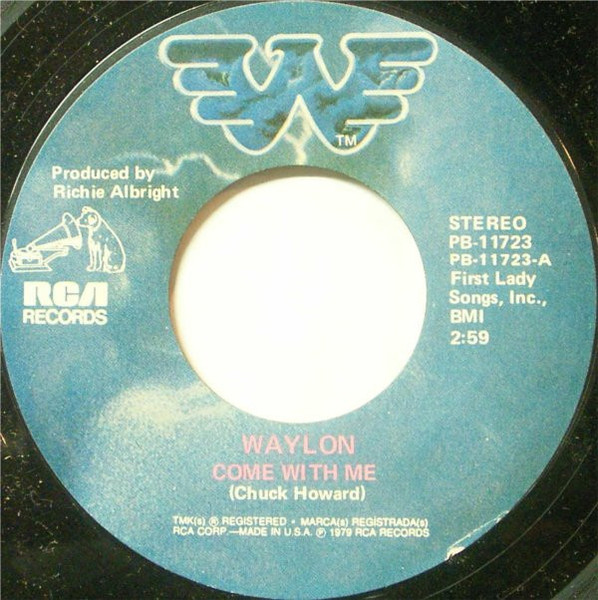 W
TM
Produced by
Richie Albright
RCA
RECORDS
STEREO
PB-11723
PB-11723-A
First Lady
Songs, Inc.,
BMI
2:59
WAYLON
COME WITH ME
(Chuck Howard)
TMK(s) ® REGISTERED • MARCA(s) REGISTRADA(s)
RCA CORP.—MADE IN U.S.A. ℗ 1979 RCA RECORDS